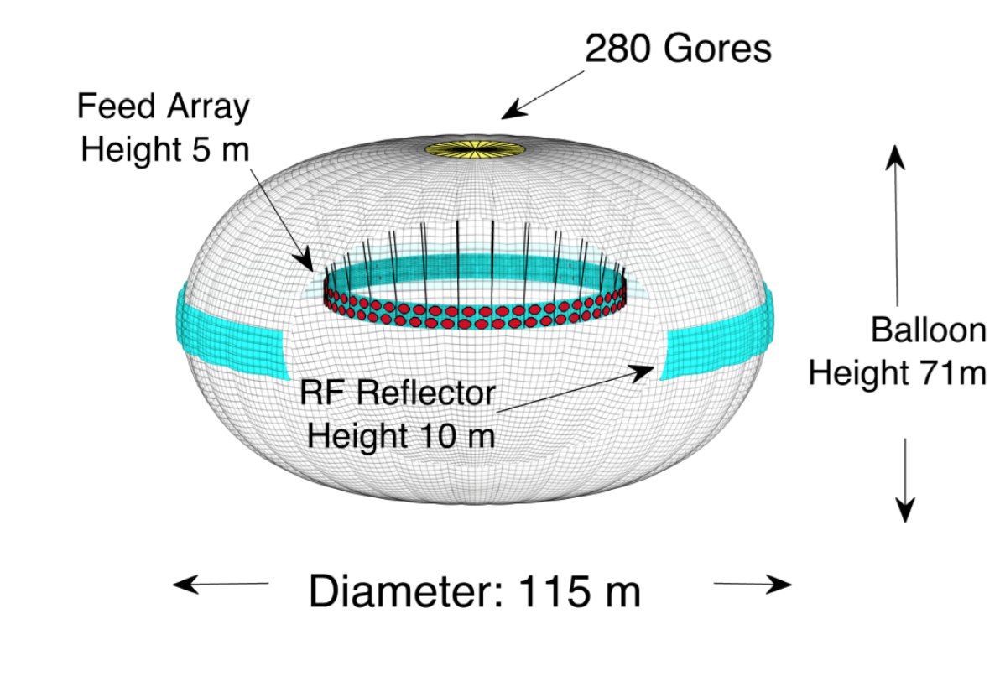 280 Gores
Feed Array
Height 5 m
Balloon
Height 71m
RF Reflector
Height 10 m
Diameter: 115 m